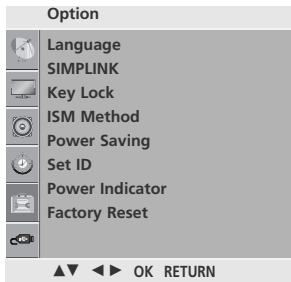 Option
Language
SIMPLINK
Key Lock
ISM Method
Power Saving
Set ID
Power Indicator
Factory Reset
▲▼ ◄► OK RETURN